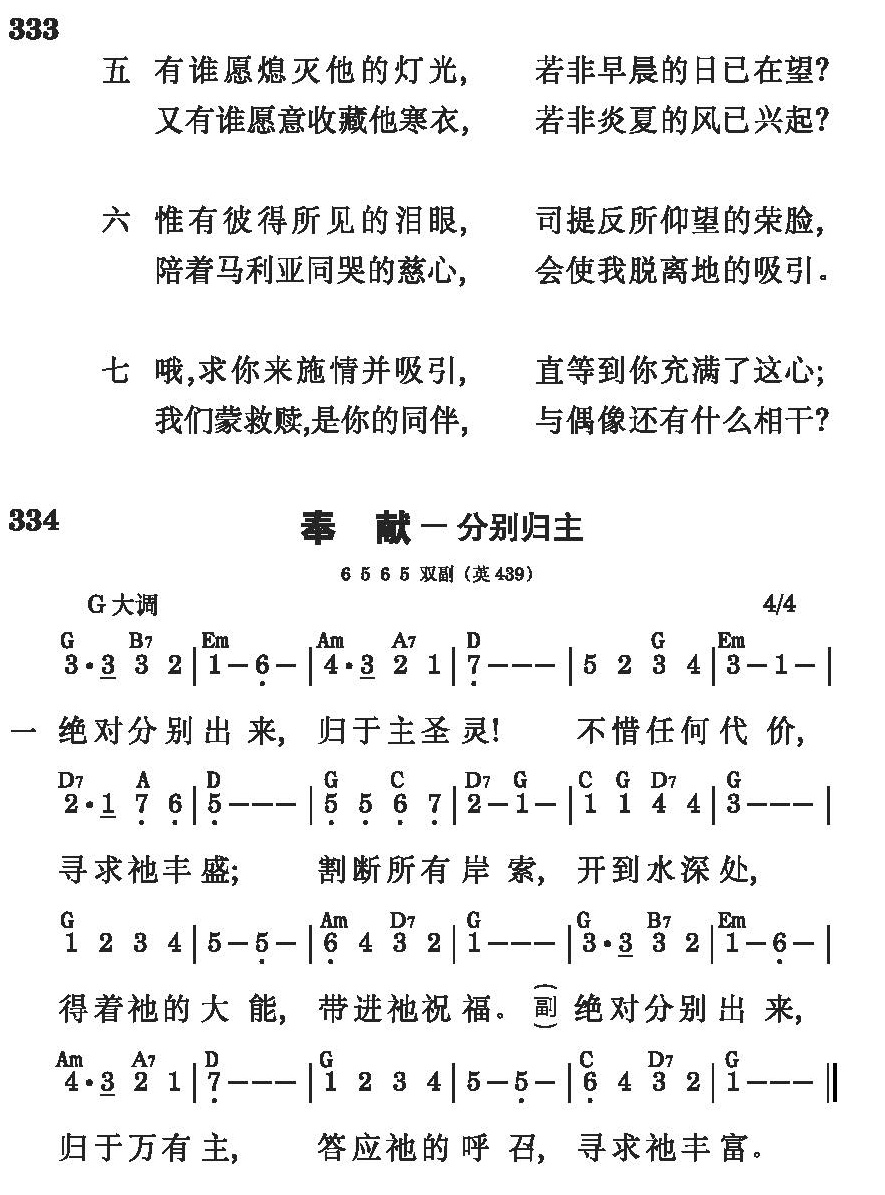 333
五 有谁愿熄灭他的灯光, 若非早晨的日已在望?
又有谁愿意收藏他寒衣, 若非炎夏的风已兴起?
六 惟有彼得所见的泪眼, 司提反所仰望的荣脸,
陪着马利亚同哭的慈心, 会使我脱离地的吸引。
七 哦,求你来施情并吸引, 直等到你充满了这心;
我们蒙救赎,是你的同伴, 与偶像还有什么相干?
334 奉 献—分别归主
6 5 6 5 双副（英439）
G大调 4/4
G B7 Em Am A7 D G Em
3·3 3 2|1–6–|4·3 2 1|7–––|5 2 3 4|3–1–|
一 绝对分别出来, 归于主圣灵! 不惜任何代价,
D7 A D G C D7 G C G D7 G
2·1 7 6|5–––|5 5 6 7|2–1–|1 1 4 4|3–––|
寻求祂丰盛; 割断所有岸索, 开到水深处,
G Am D7 G G B7 Em
1 2 3 4|5–5–|6 4 3 2|1–––|3·3 3 2|1–6–|
得着祂的大能, 带进祂祝福。(副)绝对分别出来,
Am A7 D G C D7 G
4·3 2 1|7–––|1 2 3 4|5–5–|6 4 3 2|1–––‖
归于万有主, 答应祂的呼召, 寻求祂丰富。